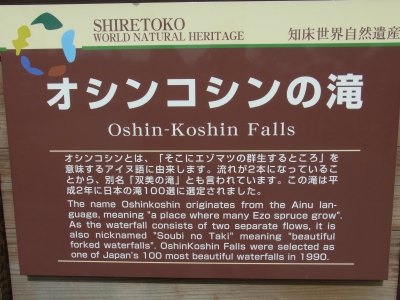 SHIRETOKO
WORLD NATURAL HERITAGE
知床世界自然遺産
オシンコシンの滝
Oshin-Koshin Falls
オシンコシンとは、「そこにエゾマツの群生するところ」を
意味するアイヌ語に由来します。流れが2本になっているこ
とから、別名「双美の滝」とも言われています。この滝は平
成2年に日本の滝100選に選定されました。
The name Oshinkoshin originates from the Ainu lan-
guage, meaning "a place where many Ezo spruce grow".
As the waterfall consists of two separate flows, it is
also nicknamed "Soubi no Taki" meaning "beautiful
forked waterfalls". OshinKoshin Falls were selected as
one of Japan's 100 most beautiful waterfalls in 1990.